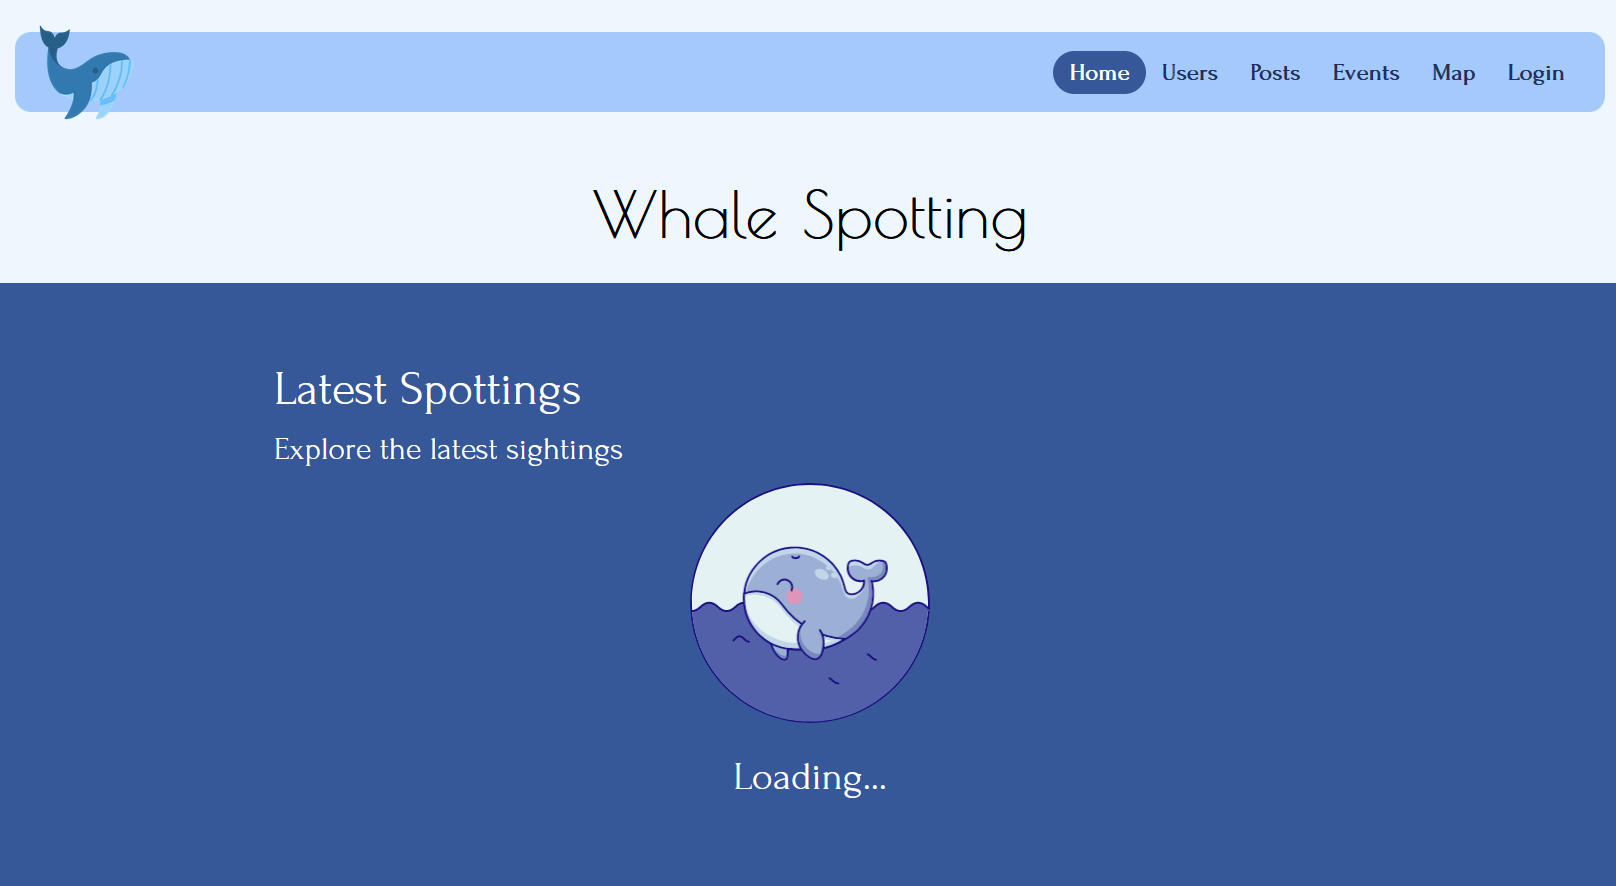 Home Users Posts Events Map Login
Whale Spotting
Latest Spottings
Explore the latest sightings
Loading...